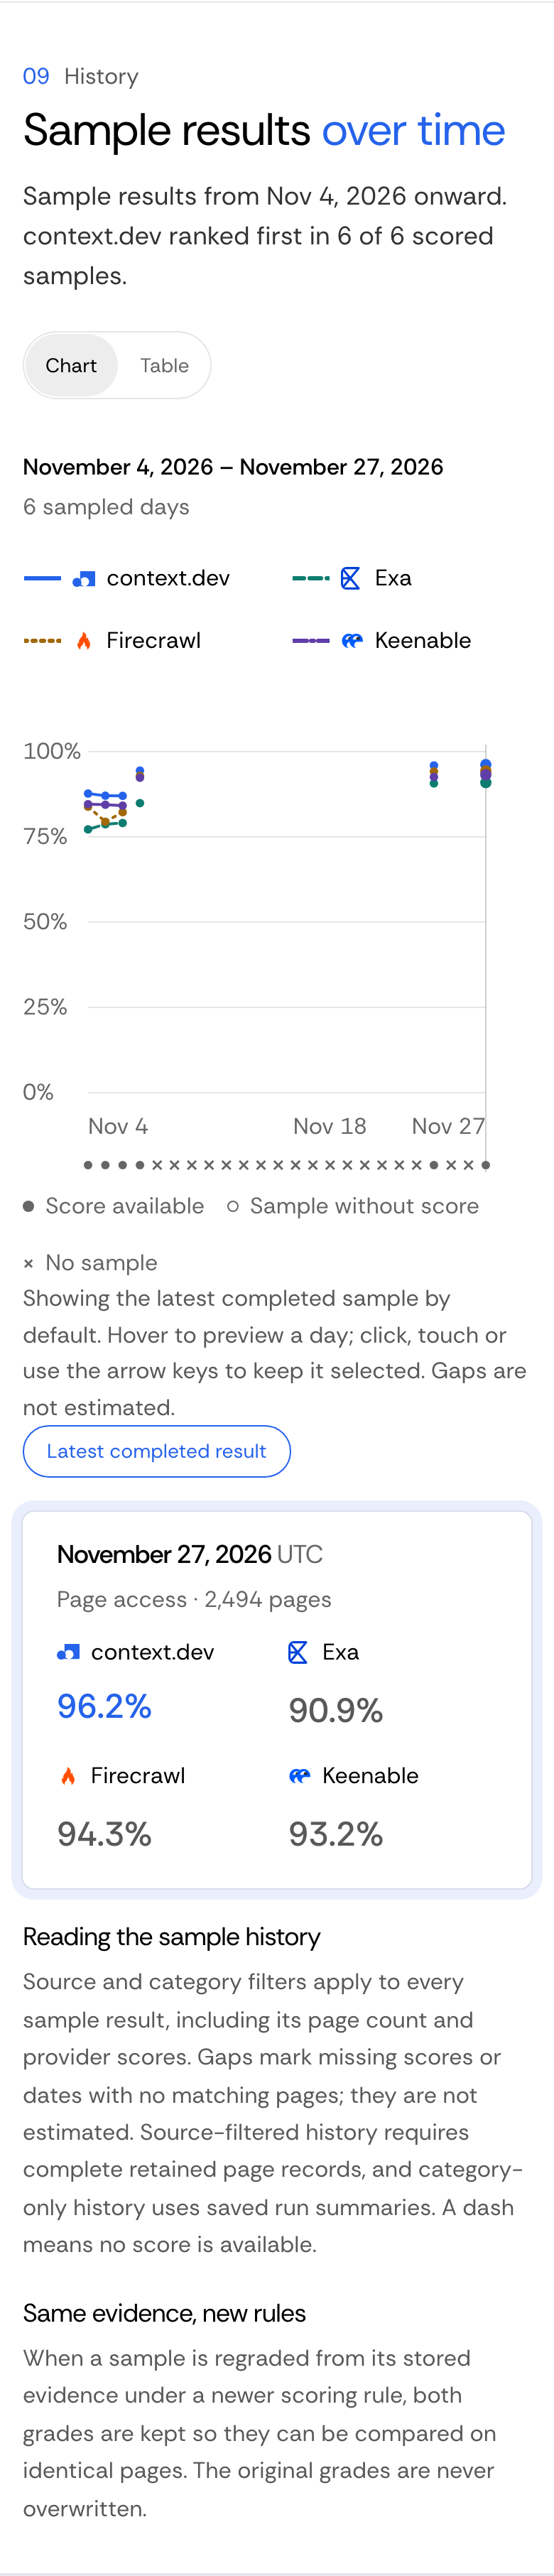 09 History
Sample results over time
Sample results from Nov 4, 2026 onward.
context.dev ranked first in 6 of 6 scored
samples.
Chart Table
November 4, 2026 – November 27, 2026
6 sampled days
context.dev Exa
Firecrawl Keenable
100%
75%
50%
25%
0%
Nov 4 Nov 18 Nov 27
Score available Sample without score
× No sample
Showing the latest completed sample by
default. Hover to preview a day; click, touch or
use the arrow keys to keep it selected. Gaps are
not estimated.
Latest completed result
November 27, 2026 UTC
Page access · 2,494 pages
context.dev Exa
96.2% 90.9%
Firecrawl Keenable
94.3% 93.2%
Reading the sample history
Source and category filters apply to every
sample result, including its page count and
provider scores. Gaps mark missing scores or
dates with no matching pages; they are not
estimated. Source-filtered history requires
complete retained page records, and category-
only history uses saved run summaries. A dash
means no score is available.
Same evidence, new rules
When a sample is regraded from its stored
evidence under a newer scoring rule, both
grades are kept so they can be compared on
identical pages. The original grades are never
overwritten.